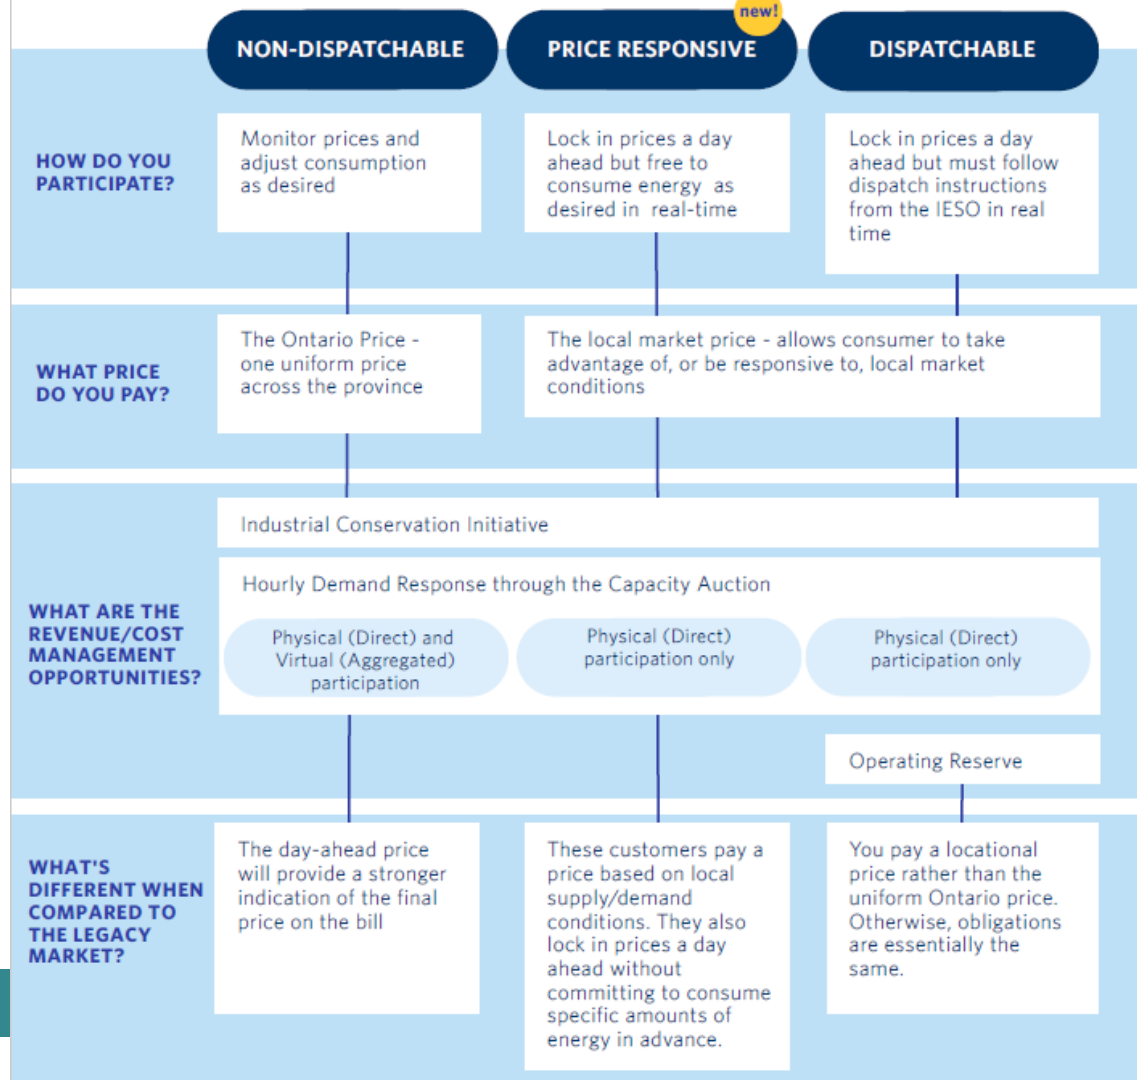 new!
NON-DISPATCHABLE
PRICE RESPONSIVE
DISPATCHABLE
HOW DO YOU
PARTICIPATE?
Monitor prices and
adjust consumption
as desired
Lock in prices a day
ahead but free to
consume energy as
desired in real-time
Lock in prices a day
ahead but must follow
dispatch instructions
from the IESO in real
time
WHAT PRICE
DO YOU PAY?
The Ontario Price -
one uniform price
across the province
The local market price - allows consumer to take
advantage of, or be responsive to, local market
conditions
WHAT ARE THE
REVENUE/COST
MANAGEMENT
OPPORTUNITIES?
Industrial Conservation Initiative
Hourly Demand Response through the Capacity Auction
Physical (Direct) and
Virtual (Aggregated)
participation
Physical (Direct)
participation only
Physical (Direct)
participation only
Operating Reserve
WHAT'S
DIFFERENT WHEN
COMPARED TO
THE LEGACY
MARKET?
The day-ahead price
will provide a stronger
indication of the final
price on the bill
These customers pay a
price based on local
supply/demand
conditions. They also
lock in prices a day
ahead without
committing to consume
specific amounts of
energy in advance.
You pay a locational
price rather than the
uniform Ontario price.
Otherwise, obligations
are essentially the
same.